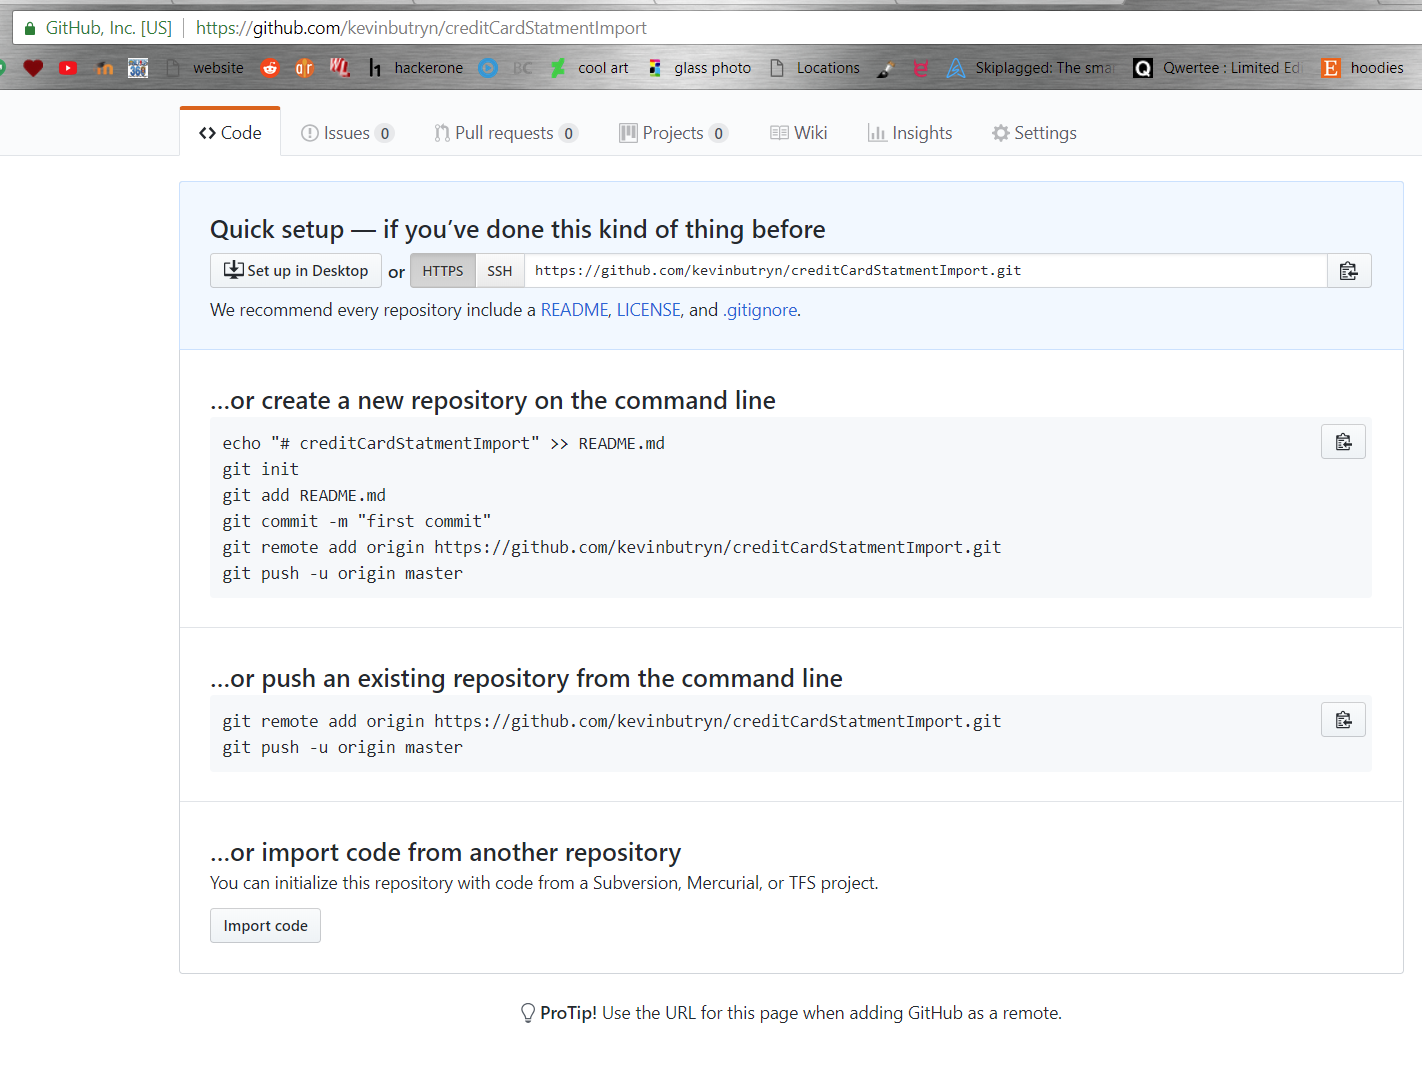 GitHub, Inc. [US] https://github.com/kevinbutryn/creditCardStatmentImport
360 website ar hackerone BC cool art glass photo Locations Skiplagged: The sma Qwertee : Limited Edi E hoodies
Code Issues 0 Pull requests 0 Projects 0 Wiki Insights Settings
Quick setup — if you’ve done this kind of thing before
Set up in Desktop or HTTPS SSH https://github.com/kevinbutryn/creditCardStatmentImport.git
We recommend every repository include a README, LICENSE, and .gitignore.
…or create a new repository on the command line
echo "# creditCardStatmentImport" >> README.md
git init
git add README.md
git commit -m "first commit"
git remote add origin https://github.com/kevinbutryn/creditCardStatmentImport.git
git push -u origin master
…or push an existing repository from the command line
git remote add origin https://github.com/kevinbutryn/creditCardStatmentImport.git
git push -u origin master
…or import code from another repository
You can initialize this repository with code from a Subversion, Mercurial, or TFS project.
Import code
ProTip! Use the URL for this page when adding GitHub as a remote.